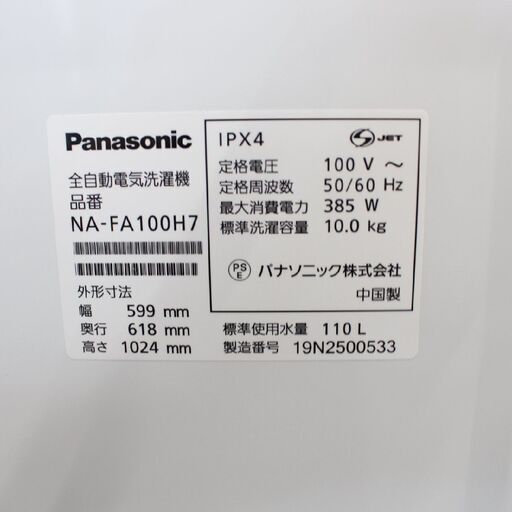 Panasonic
全自動電気洗濯機
品番
NA-FA100H7
外形寸法
幅 599 mm
奥行 618 mm
高さ 1024 mm
IPX4
S JET
定格電圧 100 V ～
定格周波数 50/60 Hz
最大消費電力 385 W
標準洗濯容量 10.0 kg
PS E パナソニック株式会社
中国製
標準使用水量 110 L
製造番号 19N2500533